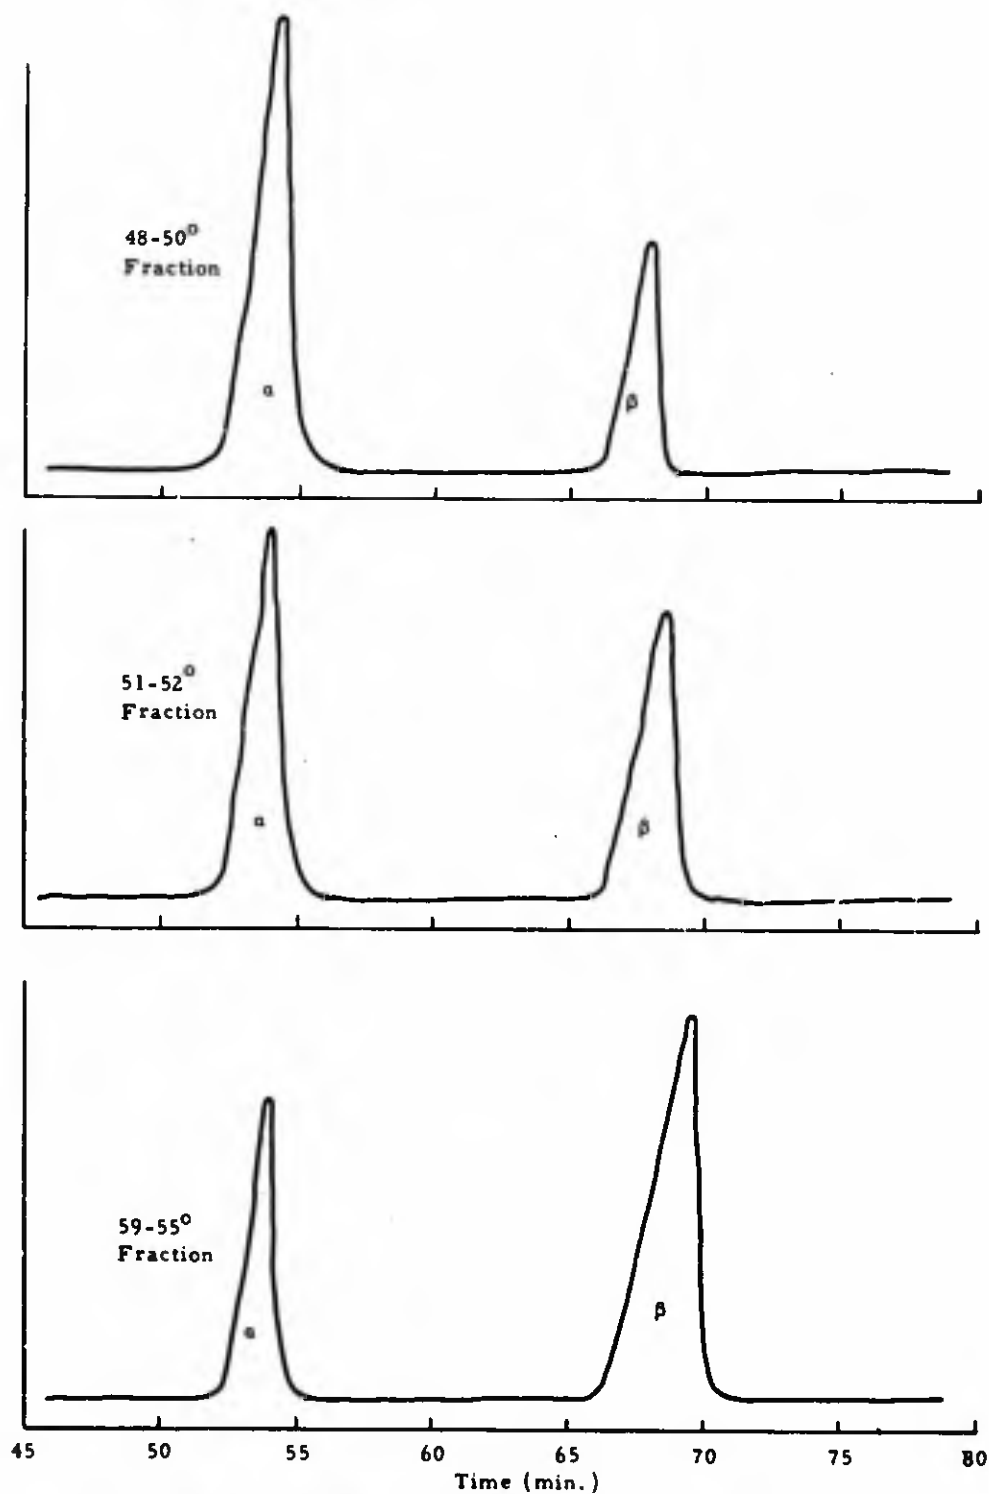 48-50°
Fraction
α
β
51-52°
Fraction
α
β
59-55°
Fraction
α
β
45 50 55 60 65 70 75 80
Time (min.)